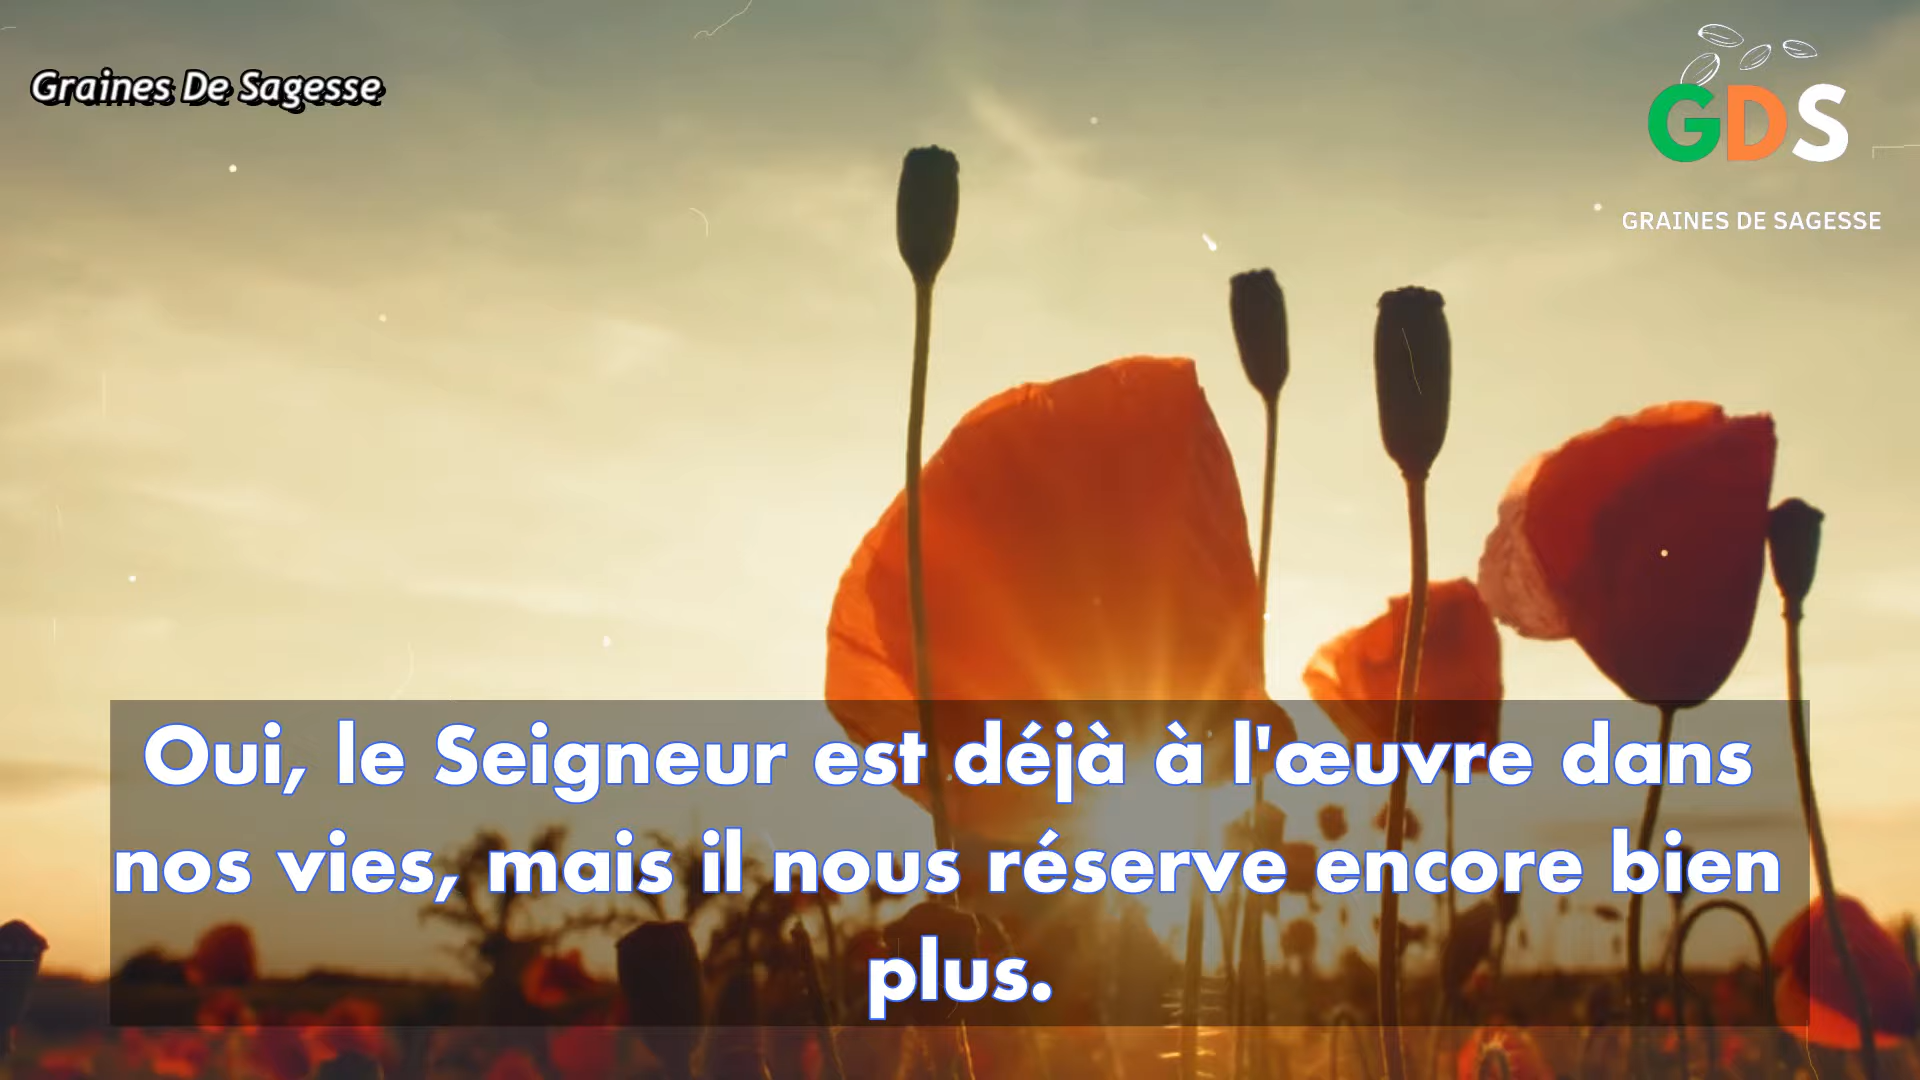 Graines De Sagesse
GDS
GRAINES DE SAGESSE
Oui, le Seigneur est déjà à l'œuvre dans
nos vies, mais il nous réserve encore bien
plus.